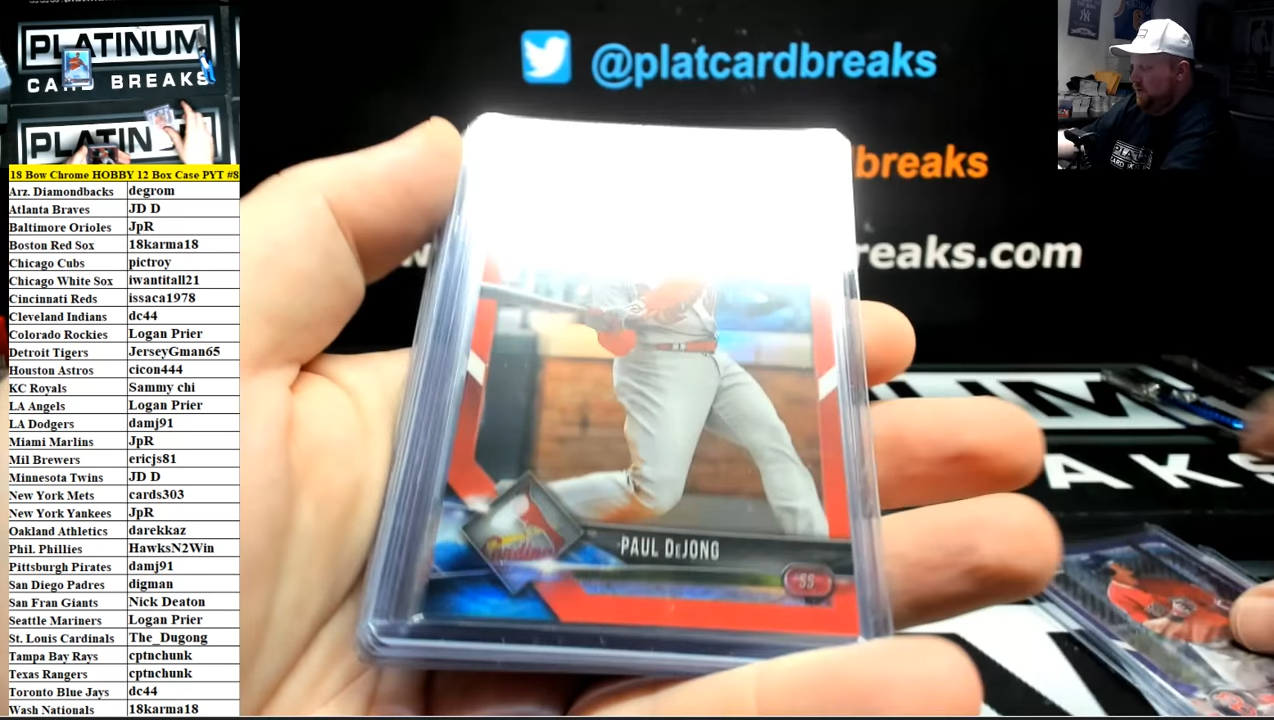 PLATINUM
CARD BREAKS
PLATIN
18 Bow Chrome HOBBY 12 Box Case PYT #8
Arz. Diamondbacks degrom
Atlanta Braves JD D
Baltimore Orioles JpR
Boston Red Sox 18karma18
Chicago Cubs pictroy
Chicago White Sox iwantitall21
Cincinnati Reds issaca1978
Cleveland Indians dc44
Colorado Rockies Logan Prier
Detroit Tigers JerseyGman65
Houston Astros cicon444
KC Royals Sammy chi
LA Angels Logan Prier
LA Dodgers damj91
Miami Marlins JpR
Mil Brewers ericjs81
Minnesota Twins JD D
New York Mets cards303
New York Yankees JpR
Oakland Athletics darekkaz
Phil. Phillies HawksN2Win
Pittsburgh Pirates damj91
San Diego Padres digman
San Fran Giants Nick Deaton
Seattle Mariners Logan Prier
St. Louis Cardinals The_Dugong
Tampa Bay Rays cptnchunk
Texas Rangers cptnchunk
Toronto Blue Jays dc44
Wash Nationals 18karma18
@platcardbreaks
breaks
reaks.com
PAUL DeJONG
SS
UM
AKS